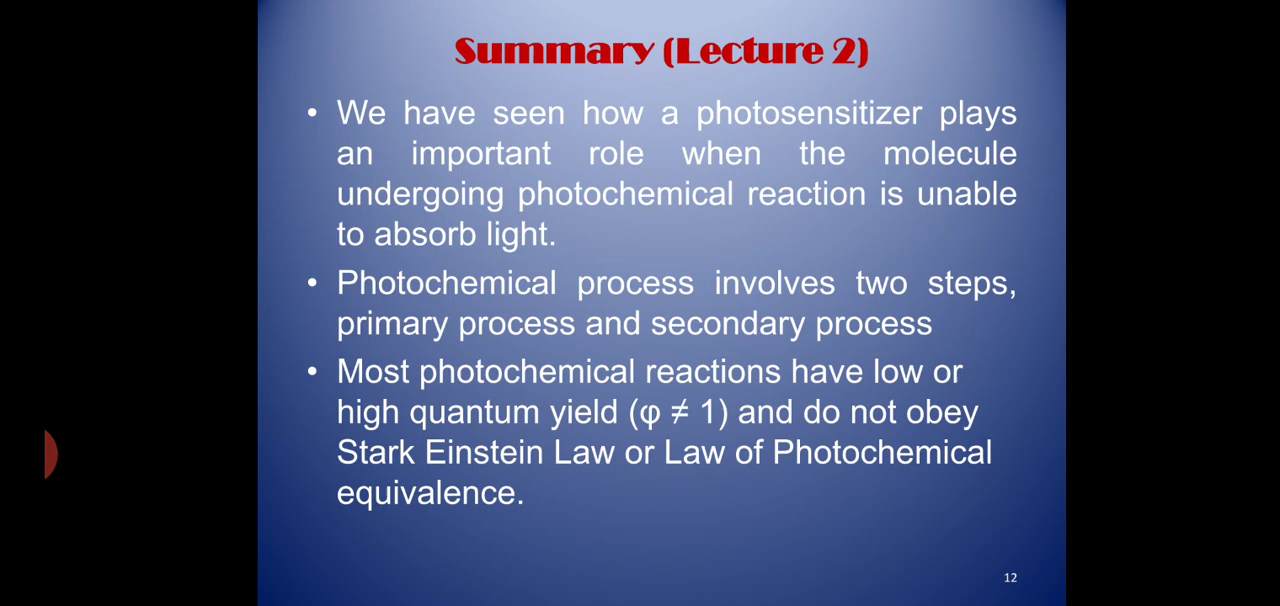 Summary (Lecture 2)
• We have seen how a photosensitizer plays
an important role when the molecule
undergoing photochemical reaction is unable
to absorb light.
• Photochemical process involves two steps,
primary process and secondary process
• Most photochemical reactions have low or
high quantum yield (φ ≠ 1) and do not obey
Stark Einstein Law or Law of Photochemical
equivalence.
12